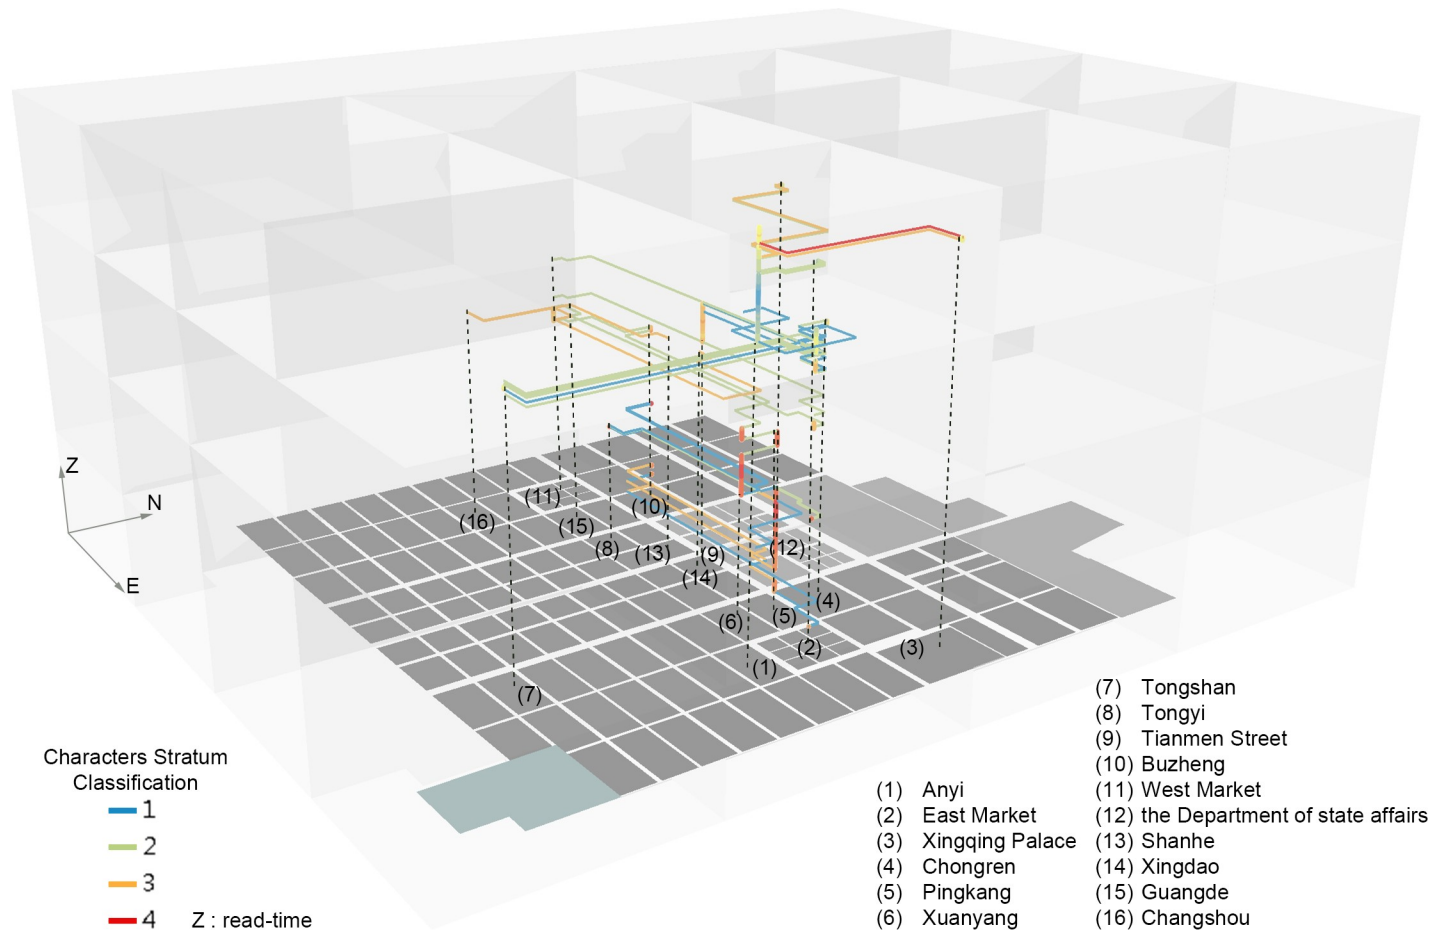 Z
N
E
(16)
(11)
(15)
(8)
(10)
(13)
(9)
(14)
(12)
(6)
(5)
(4)
(2)
(1)
(3)
(7)
Characters Stratum
Classification
1
2
3
4 Z : read-time
(1) Anyi
(2) East Market
(3) Xingqing Palace
(4) Chongren
(5) Pingkang
(6) Xuanyang
(7) Tongshan
(8) Tongyi
(9) Tianmen Street
(10) Buzheng
(11) West Market
(12) the Department of state affairs
(13) Shanhe
(14) Xingdao
(15) Guangde
(16) Changshou